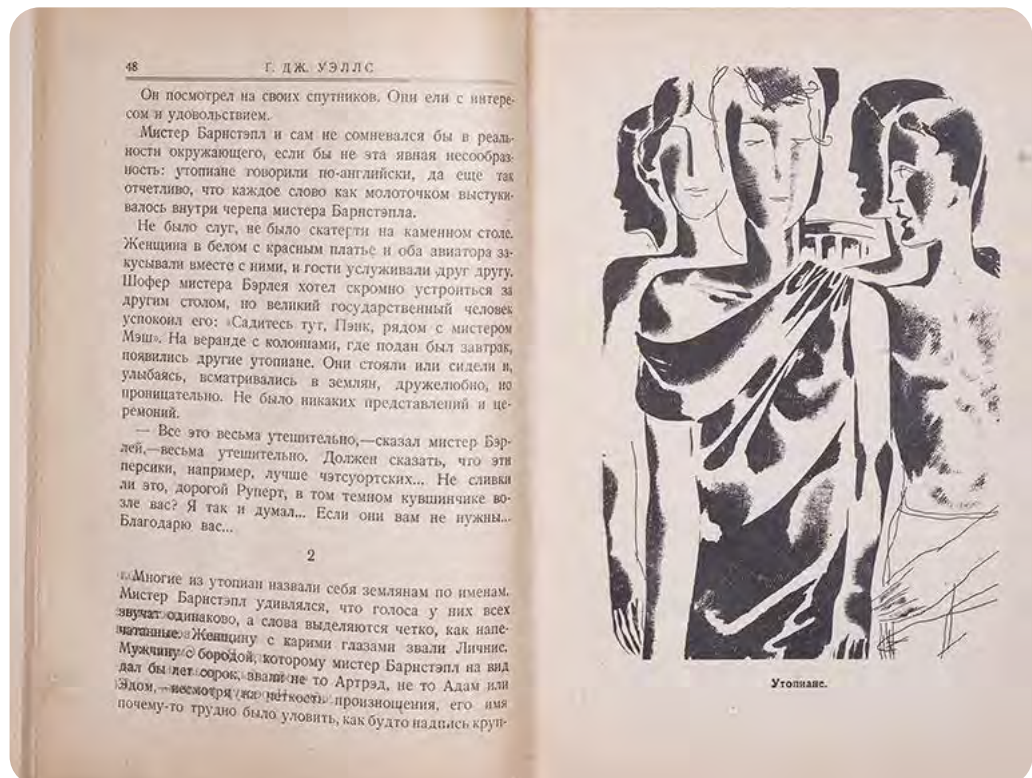 48
Г. ДЖ. УЭЛЛС
Он посмотрел на своих спутников. Они ели с интере-
сом и удовольствием.
Мистер Барнстэпл и сам не сомневался бы в реаль-
ности окружающего, если бы не эта явная несообраз-
ность: утопиане говорили по-английски, да еще так
отчетливо, что каждое слово как молоточком выстуки-
валось внутри черепа мистера Барнстэпла.
Не было слуг, не было скатерти на каменном столе.
Женщина в белом с красным платье и оба авиатора за-
кусывали вместе с ними, и гости услуживали друг другу.
Шофер мистера Бэрлея хотел скромно устроиться за
другим столом, но великий государственный человек
успокоил его: «Садитесь тут, Пэнк, рядом с мистером
Мэш». На веранде с колоннами, где подан был завтрак,
появились другие утопиане. Они стояли или сидели и,
улыбаясь, всматривались в землян, дружелюбно, но
проницательно. Не было никаких представлений и це-
ремоний.
— Все это весьма утешительно,—сказал мистер Бэр-
лей,—весьма утешительно. Должен сказать, что эти
персики, например, лучше чэтсуортских... Не сливки
ли это, дорогой Руперт, в том темном кувшинчике во-
зле вас? Я так и думал... Если они вам не нужны...
Благодарю вас...
2
Многие из утопиан назвали себя землянам по именам.
Мистер Барнстэпл удивлялся, что голоса у них всех
звучат одинаково, а слова выделяются четко, как напе-
чатанные. Женщину с карими глазами звали Личние.
Мужчину с бородой, которому мистер Барнстэпл на вид
дал бы лет сорок, звали не то Артрэд, не то Адам или
Эдом,—несмотря на четкость произношения, его имя
почему-то трудно было уловить, как будто надпись круп-
Утопиане.